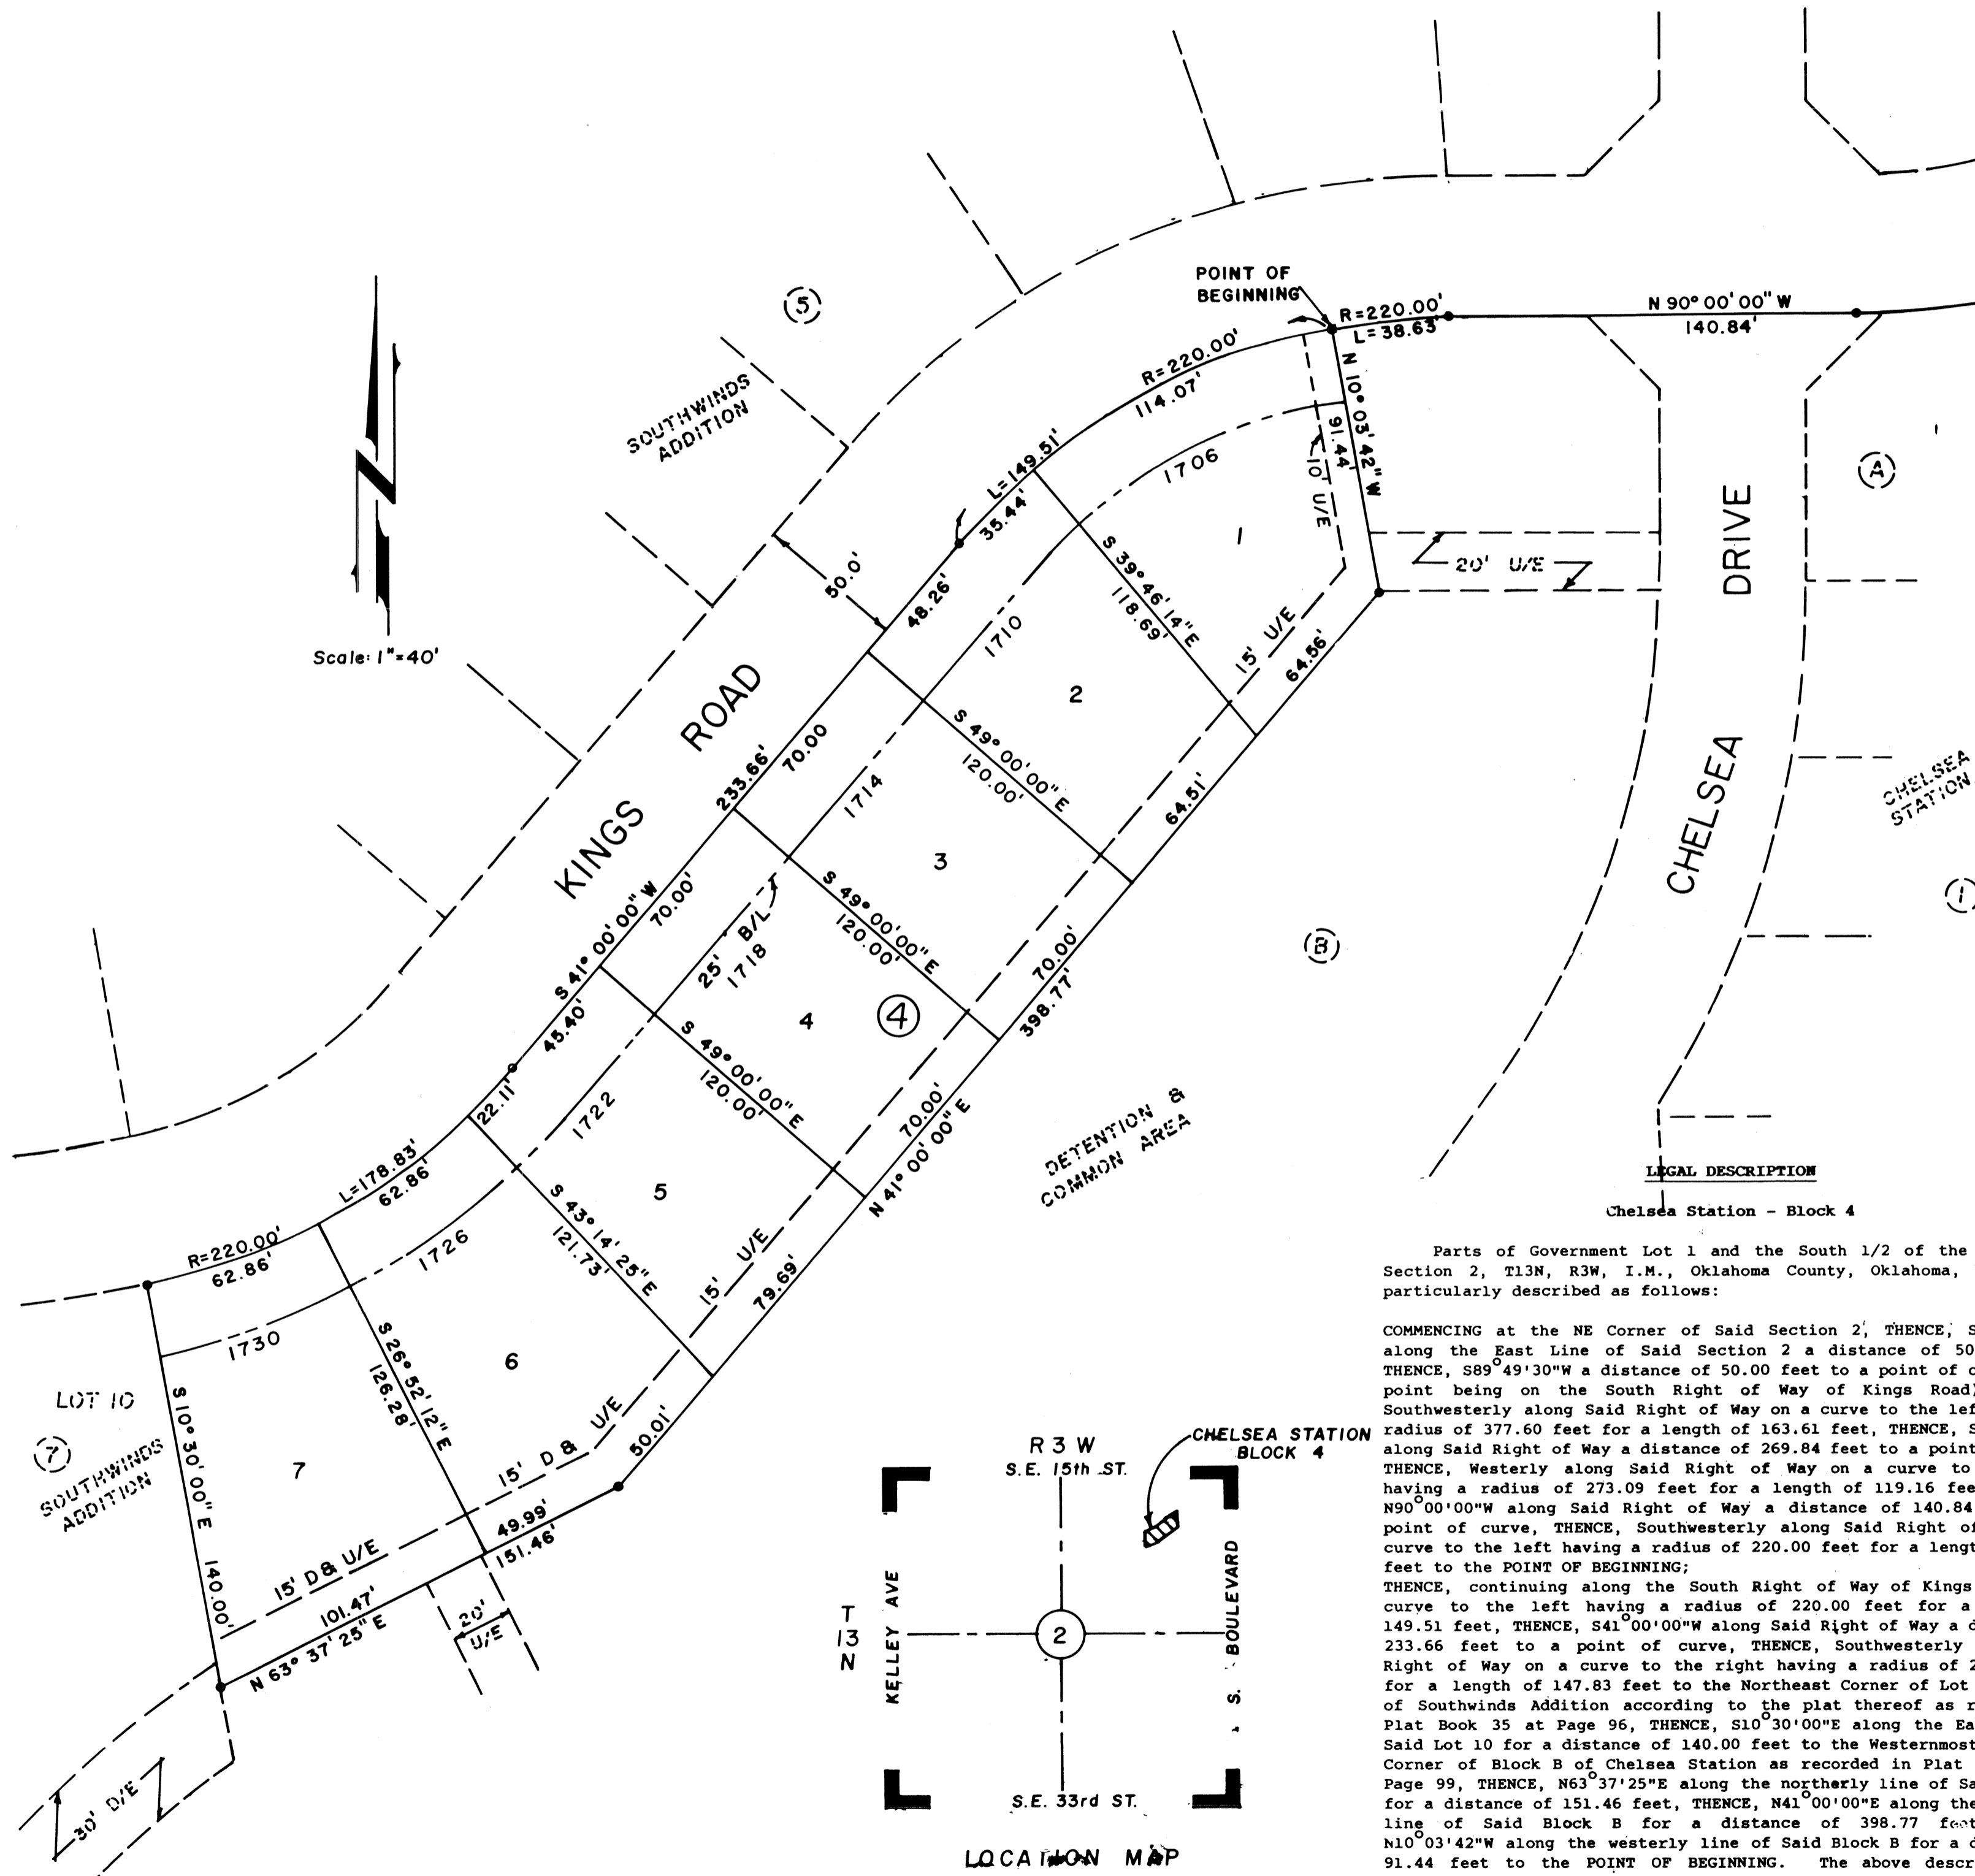 POINT OF
BEGINNING
R=220.00'
L=38.63'
N 90° 00' 00" W
140.84'
5
SOUTHWINDS
ADDITION
R=220.00'
114.07'
L=149.51'
35.44'
N 10° 03' 42" W
91.44'
10' U/E
1706
1
S 39° 46' 14" E
118.69'
20' U/E
A
DRIVE
CHELSEA
CHELSEA
STATION
1
Scale: 1"=40'
50.0'
48.26'
1710
15' U/E
64.56'
2
KINGS ROAD
233.66'
70.00
S 49° 00' 00" E
120.00'
64.51'
1714
3
S 41° 00' 00" W
70.00'
S 49° 00' 00" E
120.00'
70.00'
398.77'
25' B/L
1718
4
4
B
45.40'
S 49° 00' 00" E
120.00'
70.00'
N 41° 00' 00" E
DETENTION &
COMMON AREA
22.11'
1722
5
L=178.83'
62.86'
S 43° 14' 25" E
121.73'
15' U/E
79.69'
R=220.00'
62.86'
1726
6
1730
S 26° 52' 12" E
126.28'
15' D & U/E
50.01'
LOT 10
7
SOUTHWINDS
ADDITION
S 10° 30' 00" E 140.00'
7
15' D & U/E
49.99'
151.46'
101.47'
N 63° 37' 25" E
20'
U/E
30' D/E
R 3 W
S.E. 15th ST.
CHELSEA STATION
BLOCK 4
KELLEY AVE
T
13
N
2
S. BOULEVARD
S.E. 33rd ST.
LOCATION MAP
LEGAL DESCRIPTION
Chelsea Station - Block 4
Parts of Government Lot 1 and the South 1/2 of the
Section 2, T13N, R3W, I.M., Oklahoma County, Oklahoma,
particularly described as follows:
COMMENCING at the NE Corner of Said Section 2, THENCE, S
along the East Line of Said Section 2 a distance of 50
THENCE, S89°49'30"W a distance of 50.00 feet to a point of c
point being on the South Right of Way of Kings Road)
Southwesterly along Said Right of Way on a curve to the lef
radius of 377.60 feet for a length of 163.61 feet, THENCE, S
along Said Right of Way a distance of 269.84 feet to a point
THENCE, Westerly along Said Right of Way on a curve to
having a radius of 273.09 feet for a length of 119.16 fee
N90°00'00"W along Said Right of Way a distance of 140.84
point of curve, THENCE, Southwesterly along Said Right of
curve to the left having a radius of 220.00 feet for a lengt
feet to the POINT OF BEGINNING;
THENCE, continuing along the South Right of Way of Kings
curve to the left having a radius of 220.00 feet for a
149.51 feet, THENCE, S41°00'00"W along Said Right of Way a d
233.66 feet to a point of curve, THENCE, Southwesterly
Right of Way on a curve to the right having a radius of 2
for a length of 147.83 feet to the Northeast Corner of Lot
of Southwinds Addition according to the plat thereof as r
Plat Book 35 at Page 96, THENCE, S10°30'00"E along the Ea
Said Lot 10 for a distance of 140.00 feet to the Westernmost
Corner of Block B of Chelsea Station as recorded in Plat
Page 99, THENCE, N63°37'25"E along the northerly line of Sa
for a distance of 151.46 feet, THENCE, N41°00'00"E along the
line of Said Block B for a distance of 398.77 feet
N10°03'42"W along the westerly line of Said Block B for a d
91.44 feet to the POINT OF BEGINNING. The above descr